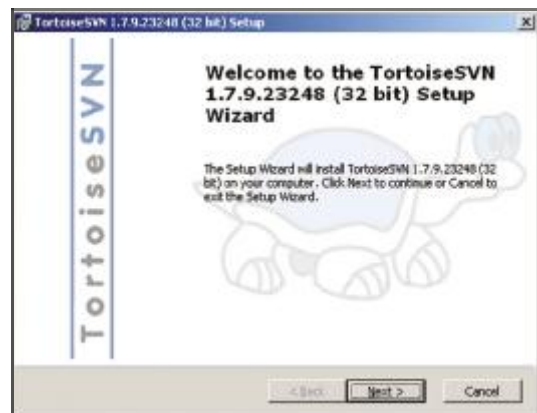 TortoiseSVN 1.7.9.23248 (32 bit) Setup
TortoiseSVN
Welcome to the TortoiseSVN
1.7.9.23248 (32 bit) Setup
Wizard
The Setup Wizard will install TortoiseSVN 1.7.9.23248 (32
bit) on your computer. Click Next to continue or Cancel to
exit the Setup Wizard.
< Back
Next >
Cancel